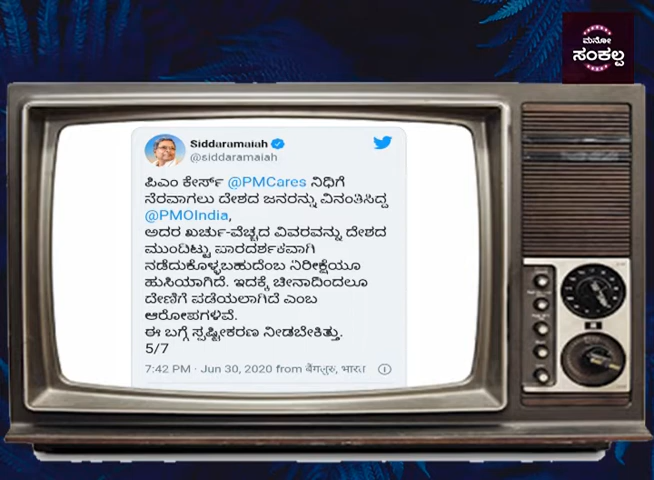 ಮನೋ
ಸಂಕಲ್ಪ
Siddaramaiah
@siddaramaiah
ಪಿಎಂ ಕೇರ್ಸ್ @PMCares ನಿಧಿಗೆ
ನೆರವಾಗಲು ದೇಶದ ಜನರನ್ನು ವಿನಂತಿಸಿದ್ದ
@PMOIndia,
ಅದರ ಖರ್ಚು-ವೆಚ್ಚದ ವಿವರವನ್ನು ದೇಶದ
ಮುಂದಿಟ್ಟು ಪಾರದರ್ಶಕವಾಗಿ
ನಡೆದುಕೊಳ್ಳಬಹುದೆಂಬ ನಿರೀಕ್ಷೆಯೂ
ಹುಸಿಯಾಗಿದೆ. ಇದಕ್ಕೆ ಚೀನಾದಿಂದಲೂ
ದೇಣಿಗೆ ಪಡೆಯಲಾಗಿದೆ ಎಂಬ
ಆರೋಪಗಳಿವೆ.
ಈ ಬಗ್ಗೆ ಸ್ಪಷ್ಟೀಕರಣ ನೀಡಬೇಕಿತ್ತು.
5/7
7:42 PM · Jun 30, 2020 from बेंगलुरु, भारत